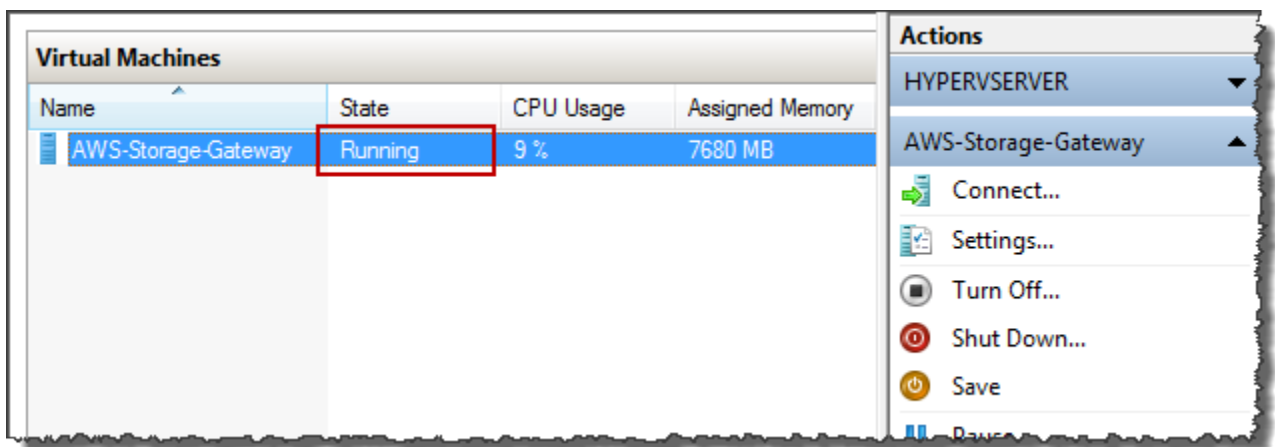 Virtual Machines
Name State CPU Usage Assigned Memory
AWS-Storage-Gateway Running 9 % 7680 MB
Actions
HYPERVSERVER
AWS-Storage-Gateway
Connect...
Settings...
Turn Off...
Shut Down...
Save
Pause